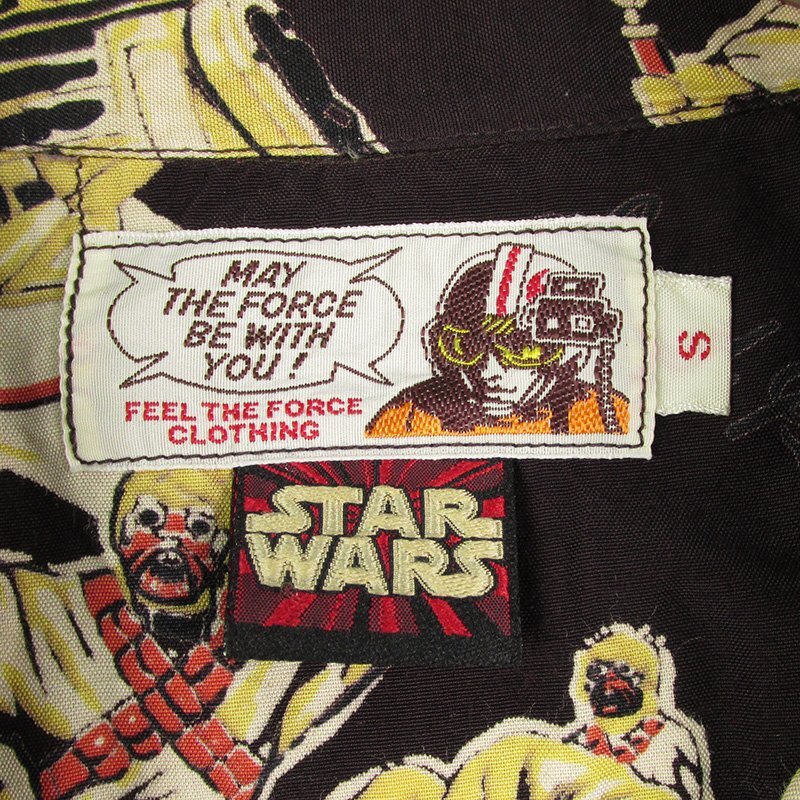 MAY
THE FORCE
BE WITH
YOU!
FEEL THE FORCE
CLOTHING
S
STAR
WARS